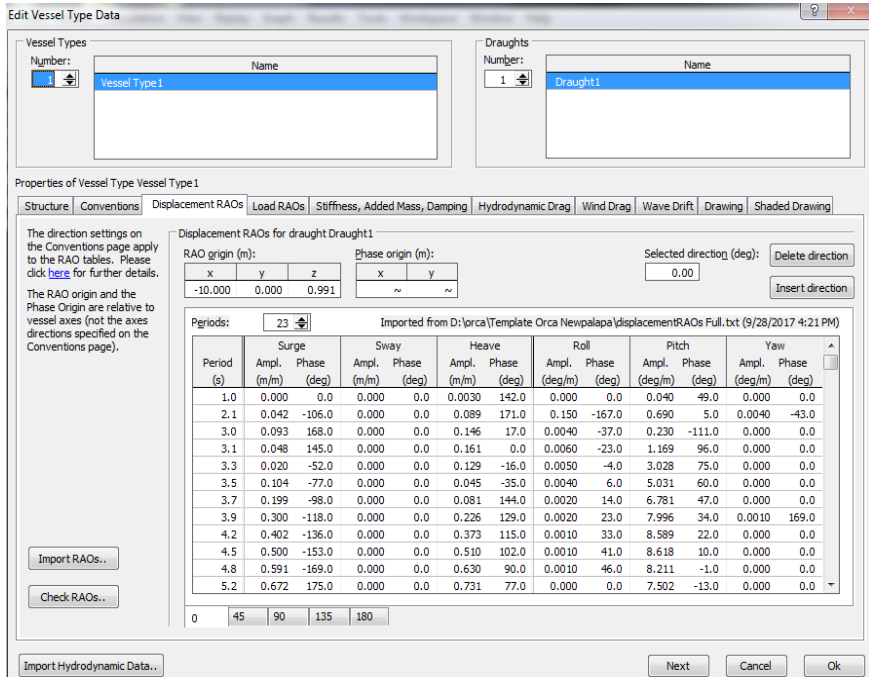 Edit Vessel Type Data
Vessel Types
Number:
1
Name
Vessel Type1
Draughts
Number:
1
Name
Draught1
Properties of Vessel Type Vessel Type1
Structure Conventions Displacement RAOs Load RAOs Stiffness, Added Mass, Damping Hydrodynamic Drag Wind Drag Wave Drift Drawing Shaded Drawing
The direction settings on
the Conventions page apply
to the RAO tables. Please
click here for further details.
The RAO origin and the
Phase Origin are relative to
vessel axes (not the axes
directions specified on the
Conventions page).
Import RAOs..
Check RAOs..
Displacement RAOs for draught Draught1
RAO origin (m):
x y z
-10.000 0.000 0.991
Phase origin (m):
x y
~ ~
Selected direction (deg):
0.00
Delete direction
Insert direction
Periods: 23
Imported from D:\orca\Template Orca Newpalapa\displacementRAOs Full.txt (9/28/2017 4:21 PM)
Surge Sway Heave Roll Pitch Yaw
Period Ampl. Phase Ampl. Phase Ampl. Phase Ampl. Phase Ampl. Phase Ampl. Phase
(s) (m/m) (deg) (m/m) (deg) (m/m) (deg) (deg/m) (deg) (deg/m) (deg) (deg/m) (deg)
1.0 0.000 0.0 0.000 0.0 0.0030 142.0 0.000 0.0 0.040 49.0 0.000 0.0
2.1 0.042 -106.0 0.000 0.0 0.089 171.0 0.150 -167.0 0.690 5.0 0.0040 -43.0
3.0 0.093 168.0 0.000 0.0 0.146 17.0 0.0040 -37.0 0.230 -111.0 0.000 0.0
3.1 0.048 145.0 0.000 0.0 0.161 0.0 0.0060 -23.0 1.169 96.0 0.000 0.0
3.3 0.020 -52.0 0.000 0.0 0.129 -16.0 0.0050 -4.0 3.028 75.0 0.000 0.0
3.5 0.104 -77.0 0.000 0.0 0.045 -35.0 0.0040 6.0 5.031 60.0 0.000 0.0
3.7 0.199 -98.0 0.000 0.0 0.081 144.0 0.0020 14.0 6.781 47.0 0.000 0.0
3.9 0.300 -118.0 0.000 0.0 0.226 129.0 0.0020 23.0 7.996 34.0 0.0010 169.0
4.2 0.402 -136.0 0.000 0.0 0.373 115.0 0.0010 33.0 8.589 22.0 0.000 0.0
4.5 0.500 -153.0 0.000 0.0 0.510 102.0 0.0010 41.0 8.618 10.0 0.000 0.0
4.8 0.591 -169.0 0.000 0.0 0.630 90.0 0.0010 46.0 8.211 -1.0 0.000 0.0
5.2 0.672 175.0 0.000 0.0 0.731 77.0 0.000 0.0 7.502 -13.0 0.000 0.0
0 45 90 135 180
Import Hydrodynamic Data..
Next Cancel Ok